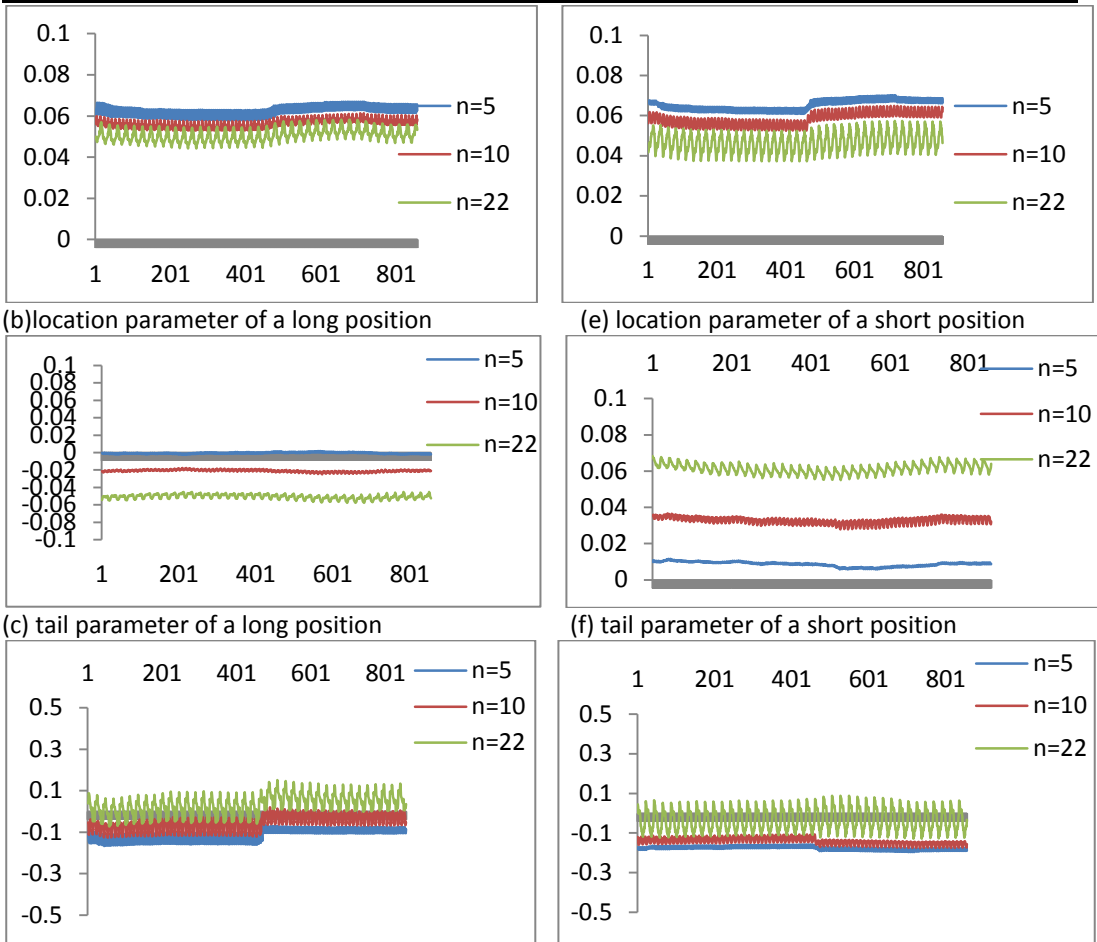 0.1
0.08
0.06
0.04
0.02
0
1 201 401 601 801
n=5
n=10
n=22
0.1
0.08
0.06
0.04
0.02
0
1 201 401 601 801
n=5
n=10
n=22
(b)location parameter of a long position
(e) location parameter of a short position
0.1
0.08
0.06
0.04
0.02
0
-0.02
-0.04
-0.06
-0.08
-0.1
1 201 401 601 801
n=5
n=10
n=22
1 201 401 601 801
0.1
0.08
0.06
0.04
0.02
0
n=5
n=10
n=22
(c) tail parameter of a long position
(f) tail parameter of a short position
1 201 401 601 801
0.5
0.3
0.1
-0.1
-0.3
-0.5
n=5
n=10
n=22
1 201 401 601 801
0.5
0.3
0.1
-0.1
-0.3
-0.5
n=5
n=10
n=22